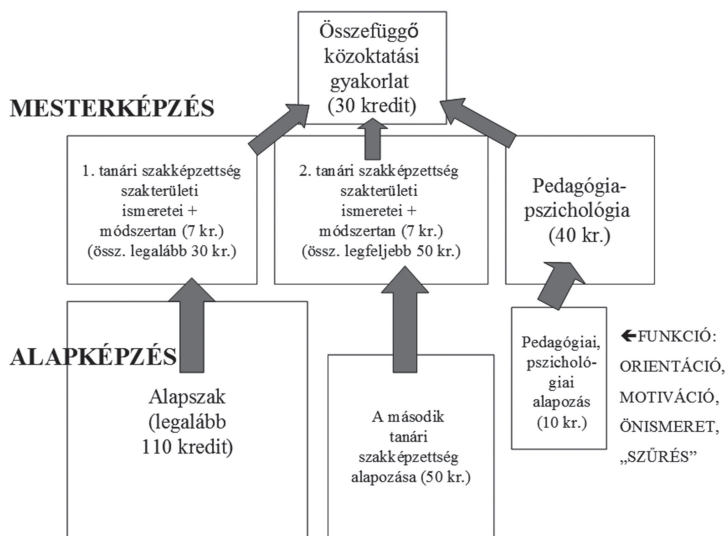 Összefüggő
közoktatási
gyakorlat
(30 kredit)
MESTERKÉPZÉS
1. tanári szakképzettség
szakterületi
ismeretei +
módszertan (7 kr.)
(össz. legalább 30 kr.)
2. tanári szakképzettség
szakterületi
ismeretei +
módszertan (7 kr.)
(össz. legfeljebb 50 kr.)
Pedagógia-
pszichológia
(40 kr.)
ALAPKÉPZÉS
Alapszak
(legalább
110 kredit)
A második
tanári
szakképzettség
alapozása (50 kr.)
Pedagógiai,
pszicholó-
giai
alapozás
(10 kr.)
←FUNKCIÓ:
ORIENTÁCIÓ,
MOTIVÁCIÓ,
ÖNISMERET,
„SZŰRÉS”